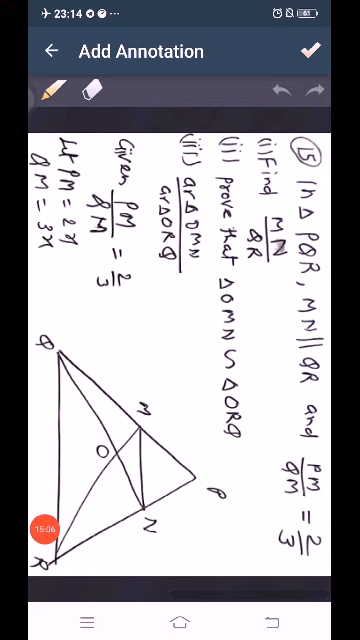 23:14
61
Add Annotation
(15) In Δ PQR, MN || QR and PM/QM = 2/3
(i) Find MN/QR
(ii) prove that Δ OMN ∽ Δ ORQ
(iii) ar Δ OMN / ar Δ ORQ
Given PM/QM = 2/3
Let PM = 2x
QM = 3x
P
M
N
O
Q
R
15:06